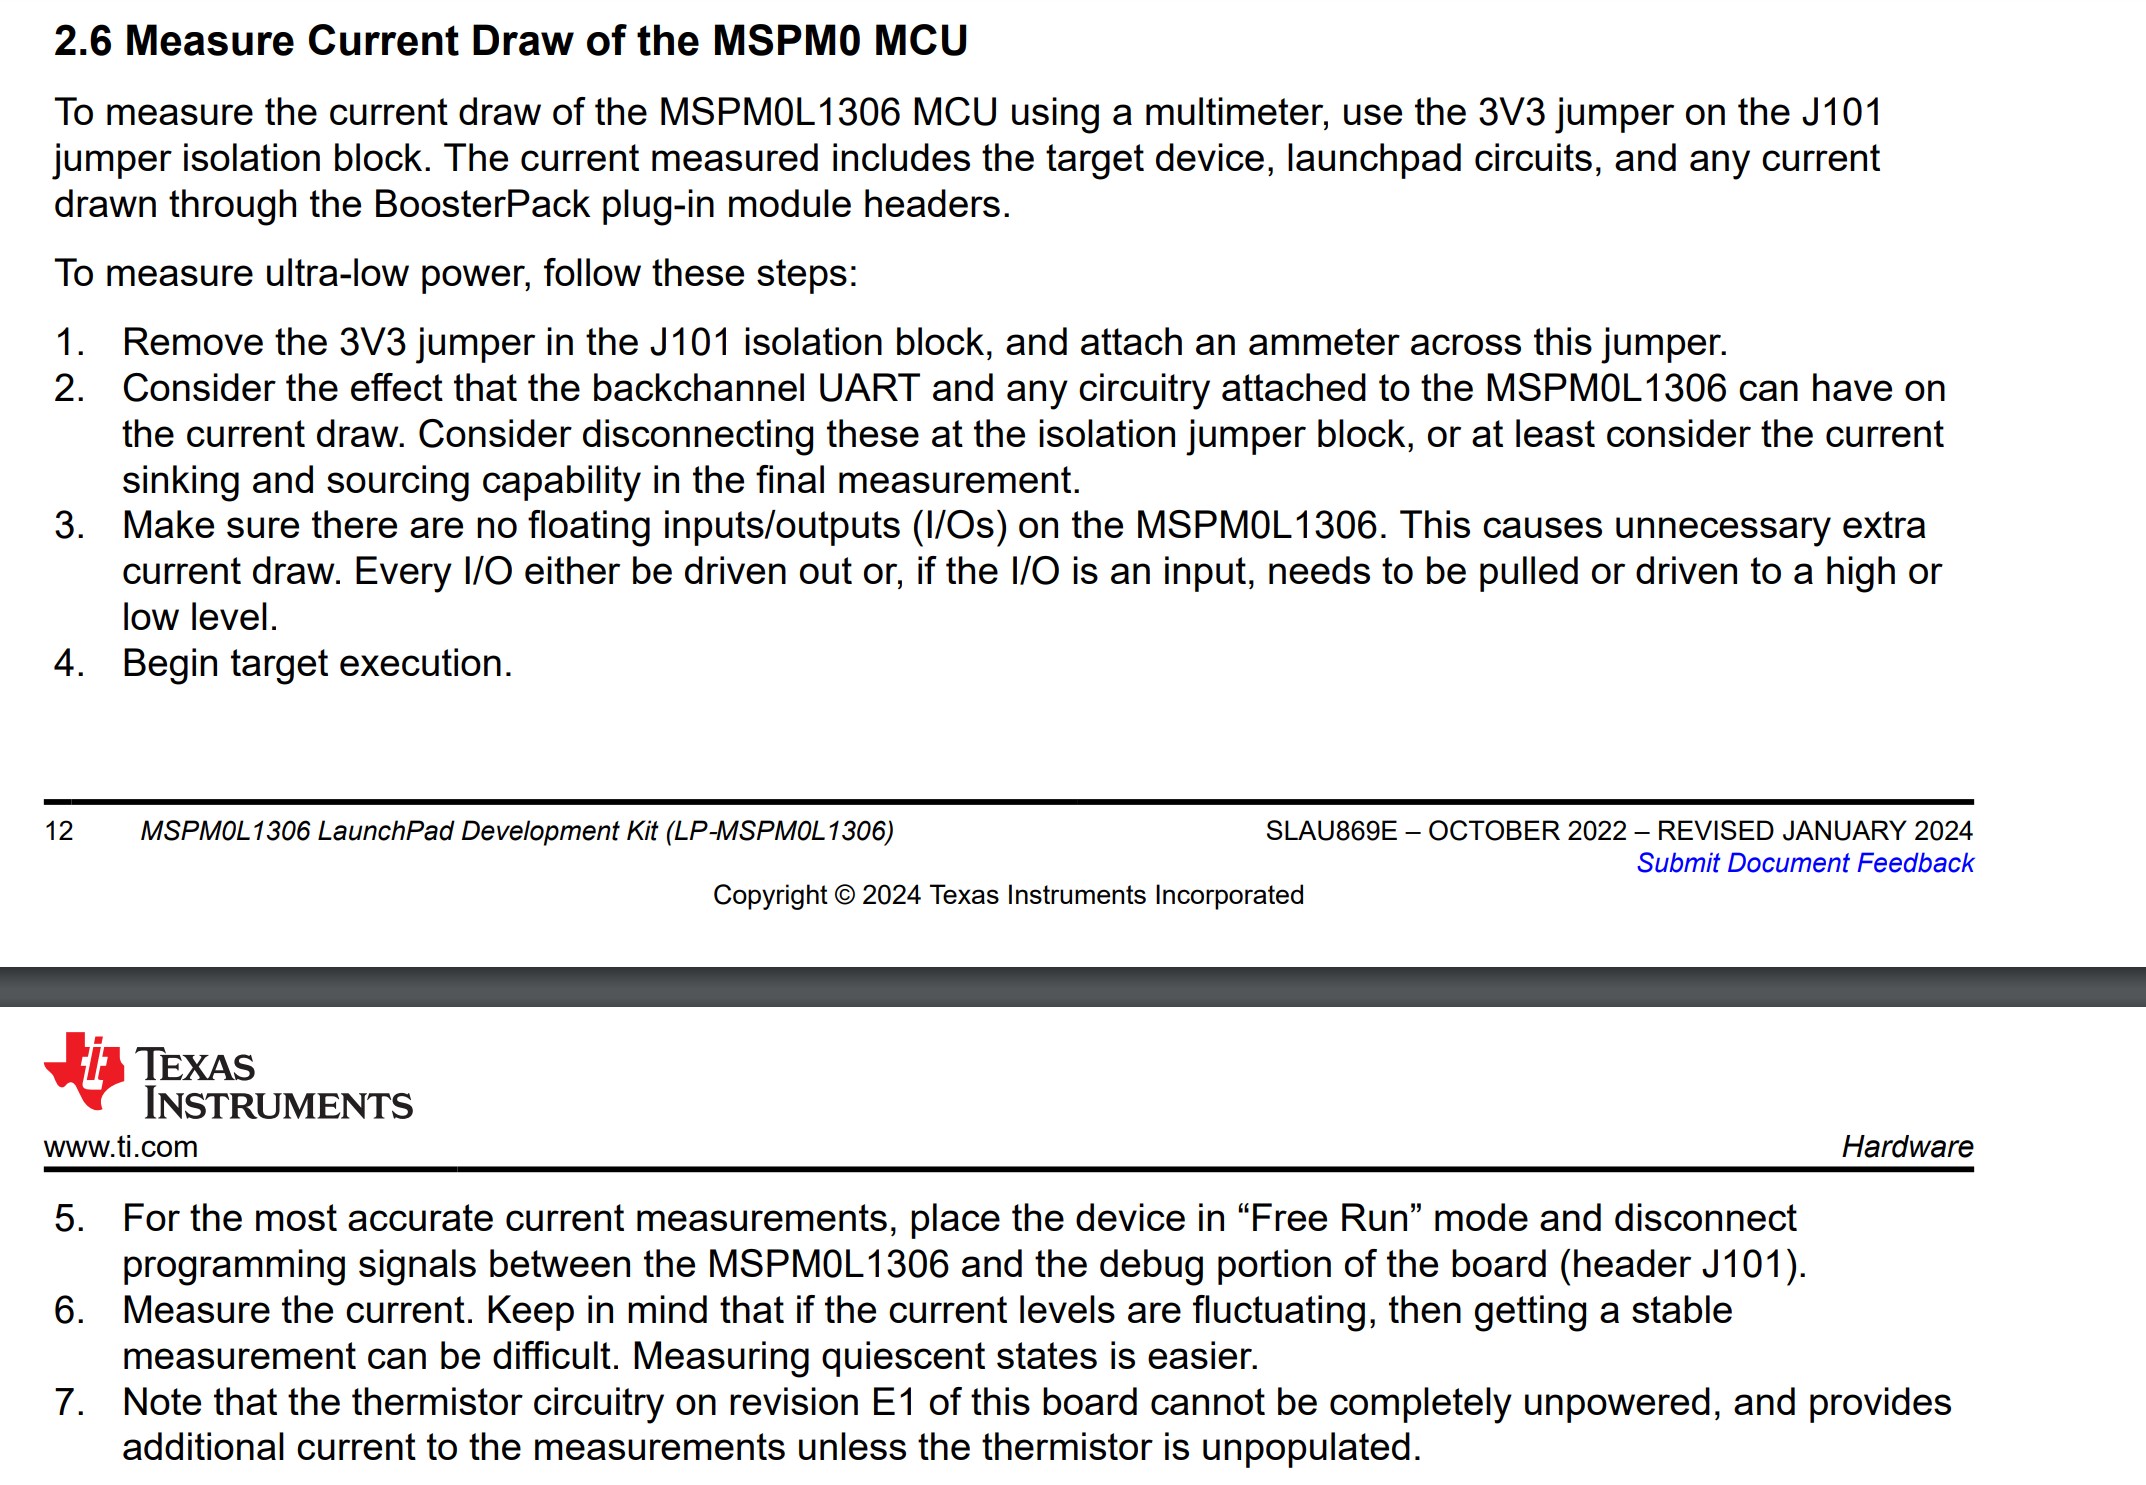 2.6 Measure Current Draw of the MSPM0 MCU
To measure the current draw of the MSPM0L1306 MCU using a multimeter, use the 3V3 jumper on the J101
jumper isolation block. The current measured includes the target device, launchpad circuits, and any current
drawn through the BoosterPack plug-in module headers.
To measure ultra-low power, follow these steps:
1. Remove the 3V3 jumper in the J101 isolation block, and attach an ammeter across this jumper.
2. Consider the effect that the backchannel UART and any circuitry attached to the MSPM0L1306 can have on
the current draw. Consider disconnecting these at the isolation jumper block, or at least consider the current
sinking and sourcing capability in the final measurement.
3. Make sure there are no floating inputs/outputs (I/Os) on the MSPM0L1306. This causes unnecessary extra
current draw. Every I/O either be driven out or, if the I/O is an input, needs to be pulled or driven to a high or
low level.
4. Begin target execution.
12 MSPM0L1306 LaunchPad Development Kit (LP-MSPM0L1306) SLAU869E – OCTOBER 2022 – REVISED JANUARY 2024
Submit Document Feedback
Copyright © 2024 Texas Instruments Incorporated
ti TEXAS
INSTRUMENTS
www.ti.com Hardware
5. For the most accurate current measurements, place the device in “Free Run” mode and disconnect
programming signals between the MSPM0L1306 and the debug portion of the board (header J101).
6. Measure the current. Keep in mind that if the current levels are fluctuating, then getting a stable
measurement can be difficult. Measuring quiescent states is easier.
7. Note that the thermistor circuitry on revision E1 of this board cannot be completely unpowered, and provides
additional current to the measurements unless the thermistor is unpopulated.